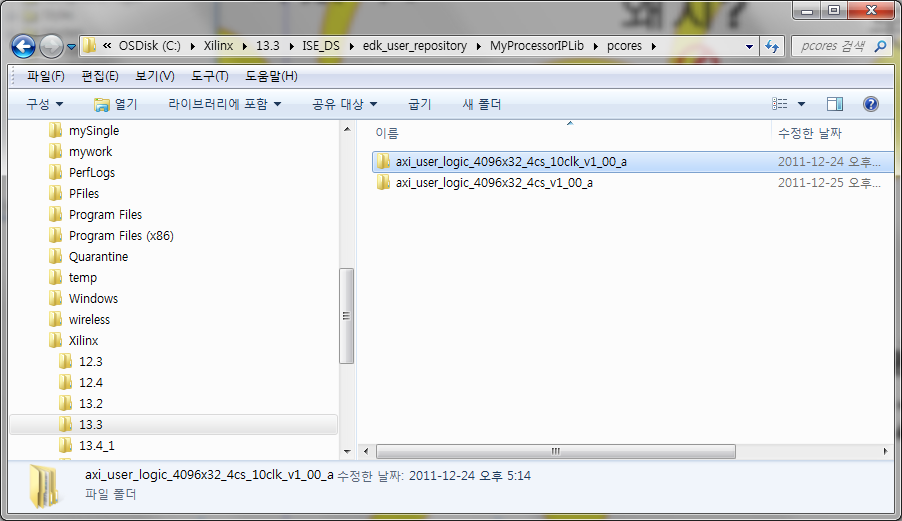 왜 자?
OSDisk (C:) Xilinx 13.3 ISE_DS edk_user_repository MyProcessorIPLib pcores
pcores 검색
파일(F) 편집(E) 보기(V) 도구(T) 도움말(H)
구성 열기 라이브러리에 포함 공유 대상 굽기 새 폴더
이름 수정한 날짜
mySingle
mywork
PerfLogs
PFiles
Program Files
Program Files (x86)
Quarantine
temp
Windows
wireless
Xilinx
12.3
12.4
13.2
13.3
13.4_1
axi_user_logic_4096x32_4cs_10clk_v1_00_a 2011-12-24 오후...
axi_user_logic_4096x32_4cs_v1_00_a 2011-12-25 오후...
axi_user_logic_4096x32_4cs_10clk_v1_00_a 수정한 날짜: 2011-12-24 오후 5:14
파일 폴더